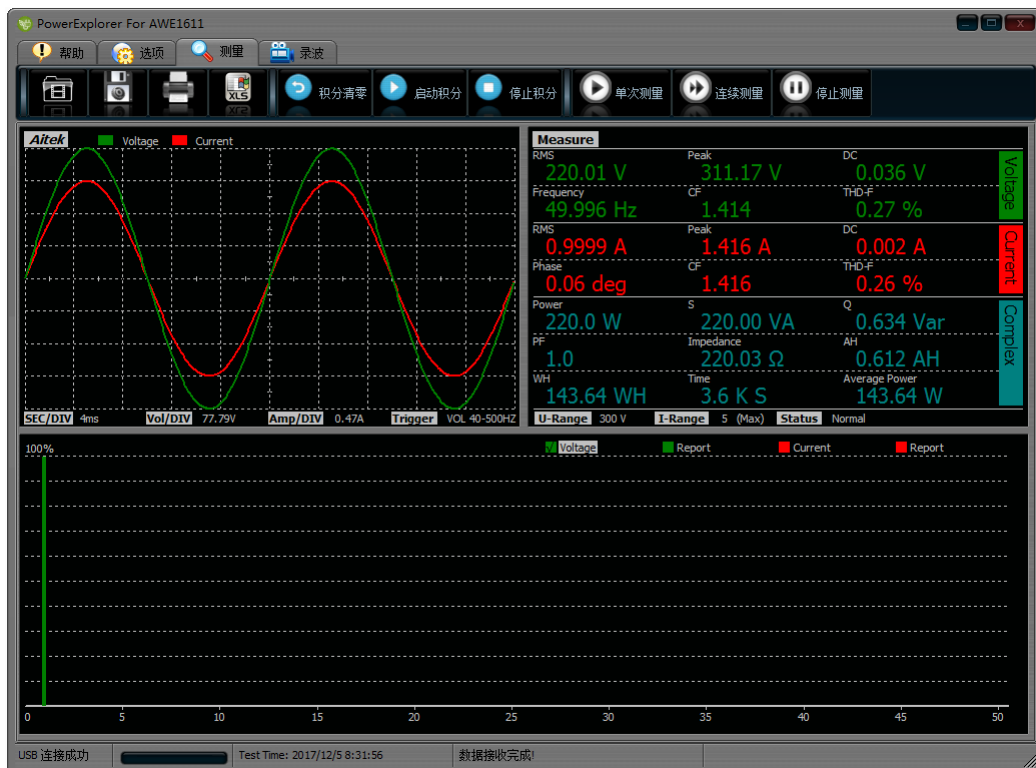 PowerExplorer For AWE1611
帮助 选项 测量 录波
XLS 积分清零 启动积分 停止积分 单次测量 连续测量 停止测量
Aitek Voltage Current
Measure
RMS Peak DC
220.01 V 311.17 V 0.036 V
Frequency CF THD-F
49.996 Hz 1.414 0.27 %
Voltage
RMS Peak DC
0.9999 A 1.416 A 0.002 A
Phase CF THD-F
0.06 deg 1.416 0.26 %
Current
Power S Q
220.0 W 220.00 VA 0.634 Var
PF Impedance AH
1.0 220.03 Ω 0.612 AH
WH Time Average Power
143.64 WH 3.6 K S 143.64 W
Complex
SEC/DIV 4ms Vol/DIV 77.79V Amp/DIV 0.47A Trigger VOL 40-500HZ
U-Range 300 V I-Range 5 (Max) Status Normal
100% Voltage Report Current Report
0 5 10 15 20 25 30 35 40 45 50
USB 连接成功 Test Time: 2017/12/5 8:31:56 数据接收完成!